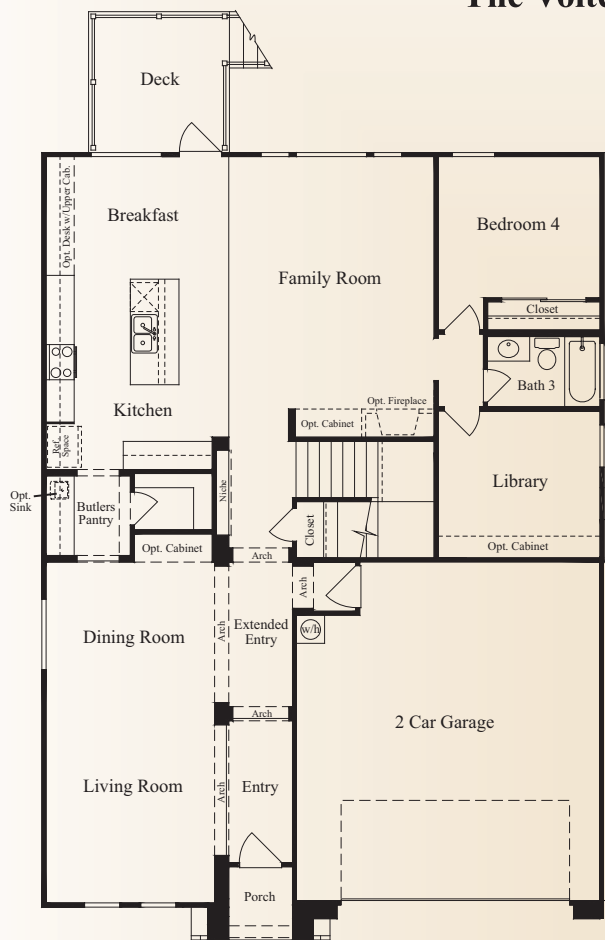 Deck
Breakfast
Opt. Desk w/Upper Cab.
Bedroom 4
Family Room
Closet
Bath 3
Kitchen
Opt. Fireplace
Opt. Cabinet
Ref.
Space
Niche
Library
Opt.
Sink
Butlers
Pantry
Closet
Opt. Cabinet
Opt. Cabinet
Arch
Arch
Extended
Entry
w/h
Dining Room
Arch
Arch
2 Car Garage
Living Room
Arch
Entry
Porch